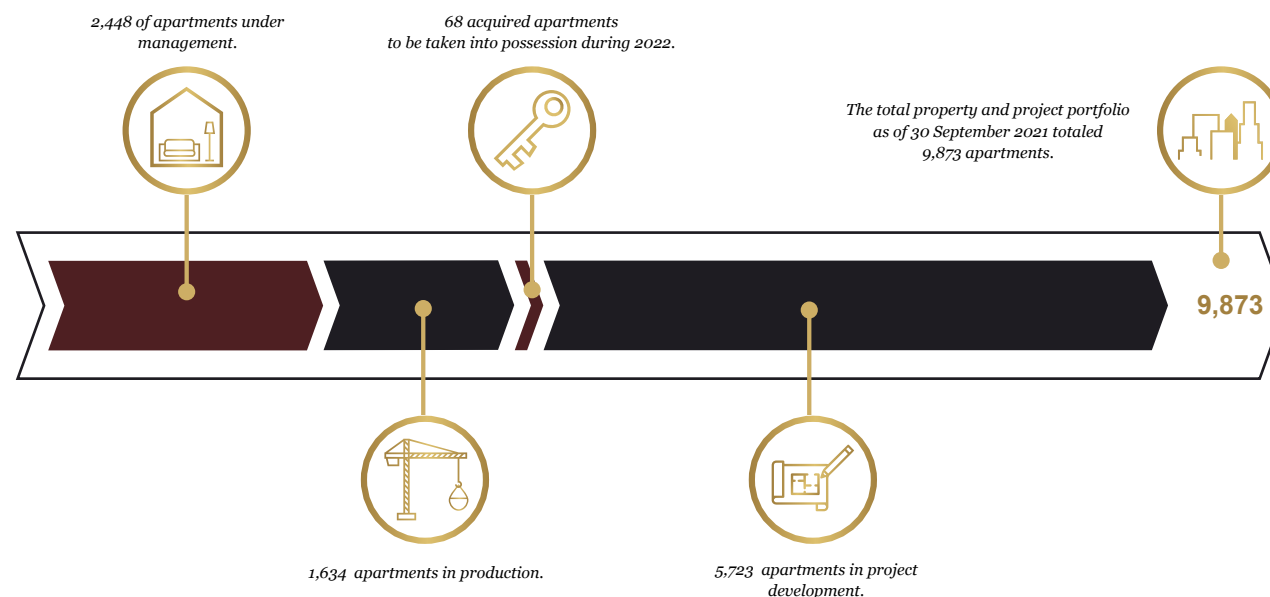 2,448 of apartments under
management.
68 acquired apartments
to be taken into possession during 2022.
The total property and project portfolio
as of 30 September 2021 totaled
9,873 apartments.
9,873
1,634 apartments in production.
5,723 apartments in project
development.